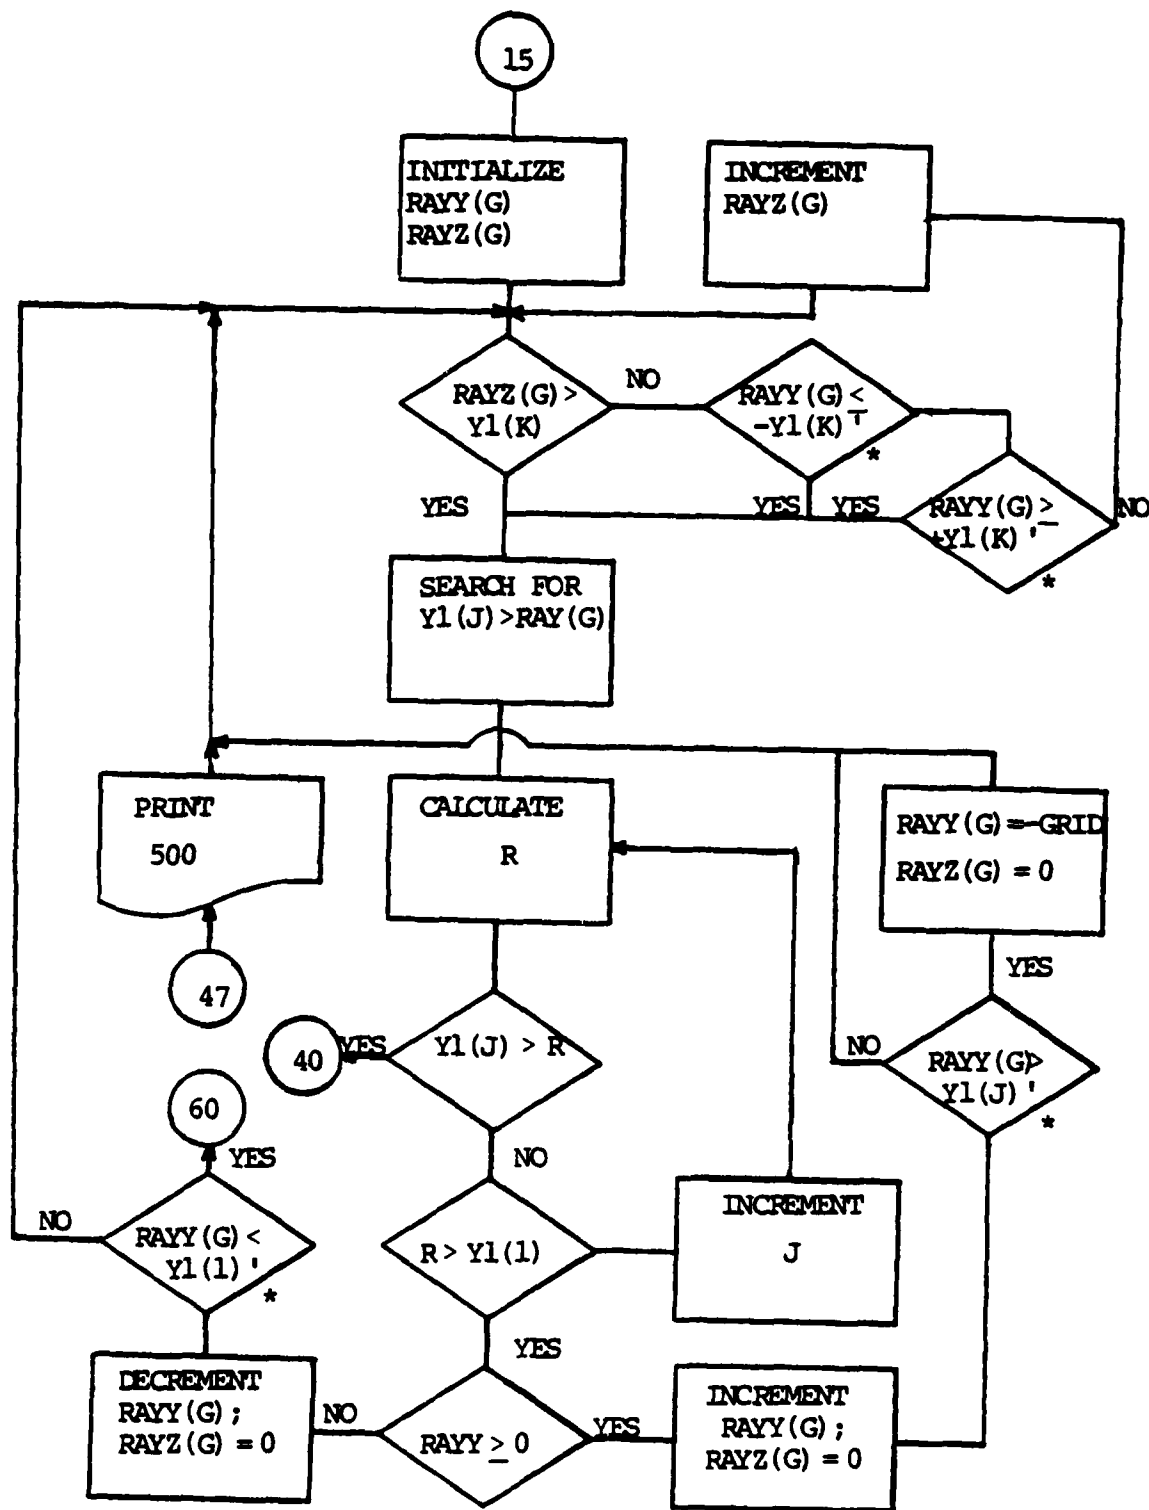 15
INITIALIZE
RAYY(G)
RAYZ(G)
INCREMENT
RAYZ(G)
RAYZ(G)>
Y1(K)
NO
RAYY(G)≤
-Y1(K)'
*
YES
YES
YES
RAYY(G)≥
+Y1(K)'
*
NO
SEARCH FOR
Y1(J)>RAY(G)
PRINT
500
47
CALCULATE
R
RAYY(G)=-GRID
RAYZ(G)=0
YES
Y1(J) > R
YES
40
NO
RAYY(G)>
Y1(J)'
*
NO
60
YES
RAYY(G)<
Y1(1)'
*
NO
R> Y1(1)
INCREMENT
J
YES
DECREMENT
RAYY(G);
RAYZ(G)=0
NO
RAYY ≥ 0
YES
INCREMENT
RAYY(G);
RAYZ(G)=0